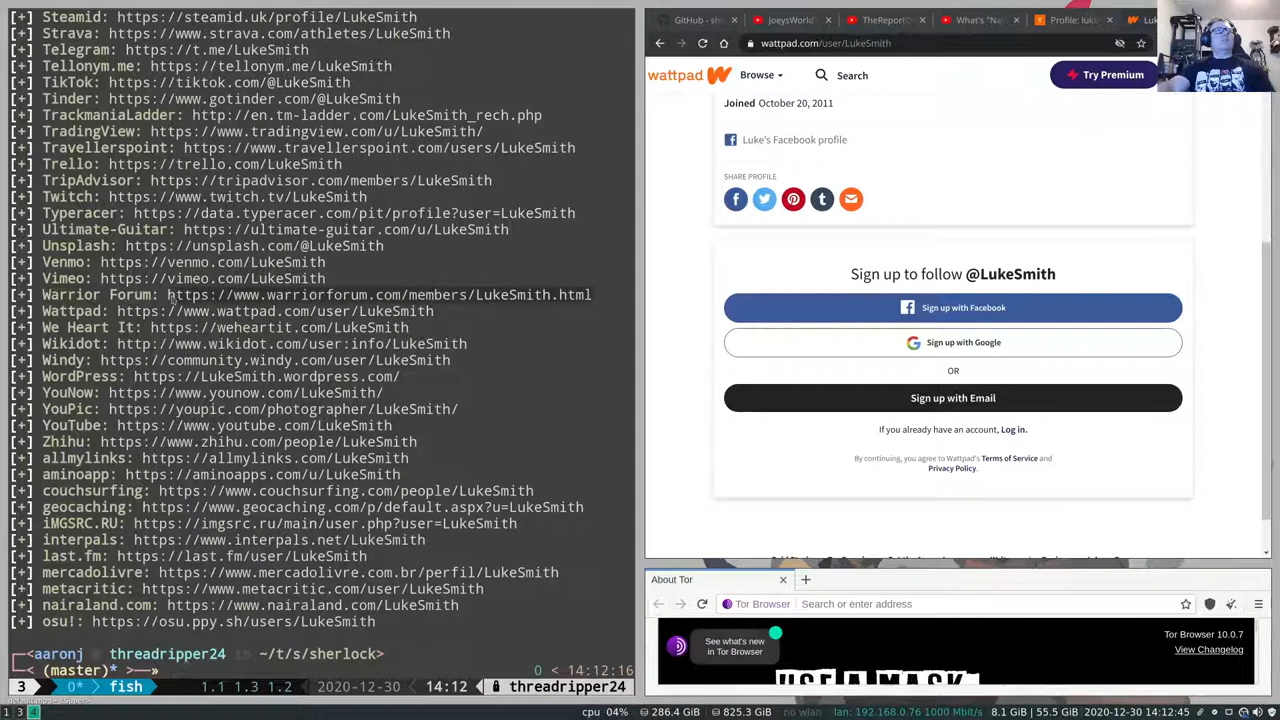 [+] Steamid: https://steamid.uk/profile/LukeSmith
[+] Strava: https://www.strava.com/athletes/LukeSmith
[+] Telegram: https://t.me/LukeSmith
[+] Tellonym.me: https://tellonym.me/LukeSmith
[+] TikTok: https://tiktok.com/@LukeSmith
[+] Tinder: https://www.gotinder.com/@LukeSmith
[+] TrackmaniaLadder: http://en.tm-ladder.com/LukeSmith_rech.php
[+] TradingView: https://www.tradingview.com/u/LukeSmith/
[+] Travellerspoint: https://www.travellerspoint.com/users/LukeSmith
[+] Trello: https://trello.com/LukeSmith
[+] TripAdvisor: https://tripadvisor.com/members/LukeSmith
[+] Twitch: https://www.twitch.tv/LukeSmith
[+] Typeracer: https://data.typeracer.com/pit/profile?user=LukeSmith
[+] Ultimate-Guitar: https://ultimate-guitar.com/u/LukeSmith
[+] Unsplash: https://unsplash.com/@LukeSmith
[+] Venmo: https://venmo.com/LukeSmith
[+] Vimeo: https://vimeo.com/LukeSmith
[+] Warrior Forum: https://www.warriorforum.com/members/LukeSmith.html
[+] Wattpad: https://www.wattpad.com/user/LukeSmith
[+] We Heart It: https://weheartit.com/LukeSmith
[+] Wikidot: http://www.wikidot.com/user:info/LukeSmith
[+] Windy: https://community.windy.com/user/LukeSmith
[+] WordPress: https://LukeSmith.wordpress.com/
[+] YouNow: https://www.younow.com/LukeSmith/
[+] YouPic: https://youpic.com/photographer/LukeSmith/
[+] YouTube: https://www.youtube.com/LukeSmith
[+] Zhihu: https://www.zhihu.com/people/LukeSmith
[+] allmylinks: https://allmylinks.com/LukeSmith
[+] aminoapp: https://aminoapps.com/u/LukeSmith
[+] couchsurfing: https://www.couchsurfing.com/people/LukeSmith
[+] geocaching: https://www.geocaching.com/p/default.aspx?u=LukeSmith
[+] iMGSRC.RU: https://imgsrc.ru/main/user.php?user=LukeSmith
[+] interpals: https://www.interpals.net/LukeSmith
[+] last.fm: https://last.fm/user/LukeSmith
[+] mercadolivre: https://www.mercadolivre.com.br/perfil/LukeSmith
[+] metacritic: https://www.metacritic.com/user/LukeSmith
[+] nairaland.com: https://www.nairaland.com/LukeSmith
[+] osu!: https://osu.ppy.sh/users/LukeSmith
<aaronj threadripper24 ~/t/s/sherlock>
< (master)* >—» 0 < 14:12:16
3 0* fish 1.1 1.3 1.2 2020-12-30 14:12 threadripper24
GitHub - sh JoeysWorld TheReportO What's "Na Profile: luke Lu
wattpad.com/user/LukeSmith
wattpad Browse Search Try Premium
Joined October 20, 2011
Luke's Facebook profile
SHARE PROFILE
Sign up to follow @LukeSmith
Sign up with Facebook
Sign up with Google
OR
Sign up with Email
If you already have an account, Log in.
By continuing, you agree to Wattpad's Terms of Service and
Privacy Policy.
About Tor
Tor Browser Search or enter address
See what's new
in Tor Browser
Tor Browser 10.0.7
View Changelog
USE A MASK
1 3 4 cpu 04% 286.4 GiB 825.3 GiB no wlan lan: 192.168.0.76 1000 Mbit/s 8.1 GiB | 55.5 GiB 2020-12-30 14:12:45